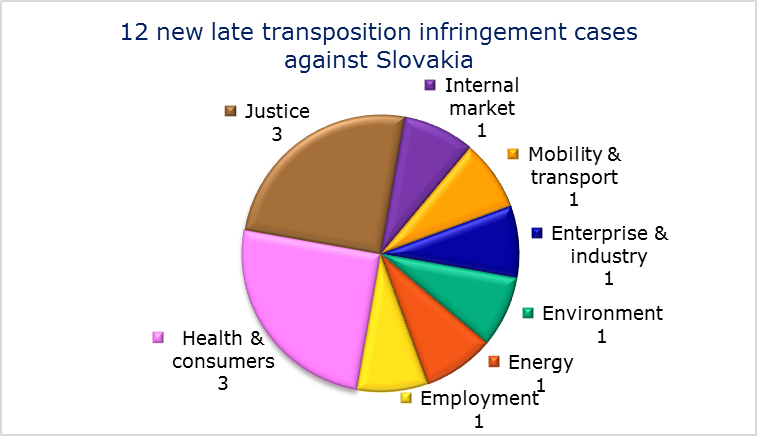 12 new late transposition infringement cases
against Slovakia
Internal
market
1
Mobility &
transport
1
Enterprise &
industry
1
Environment
1
Energy
1
Employment
1
Health &
consumers
3
Justice
3